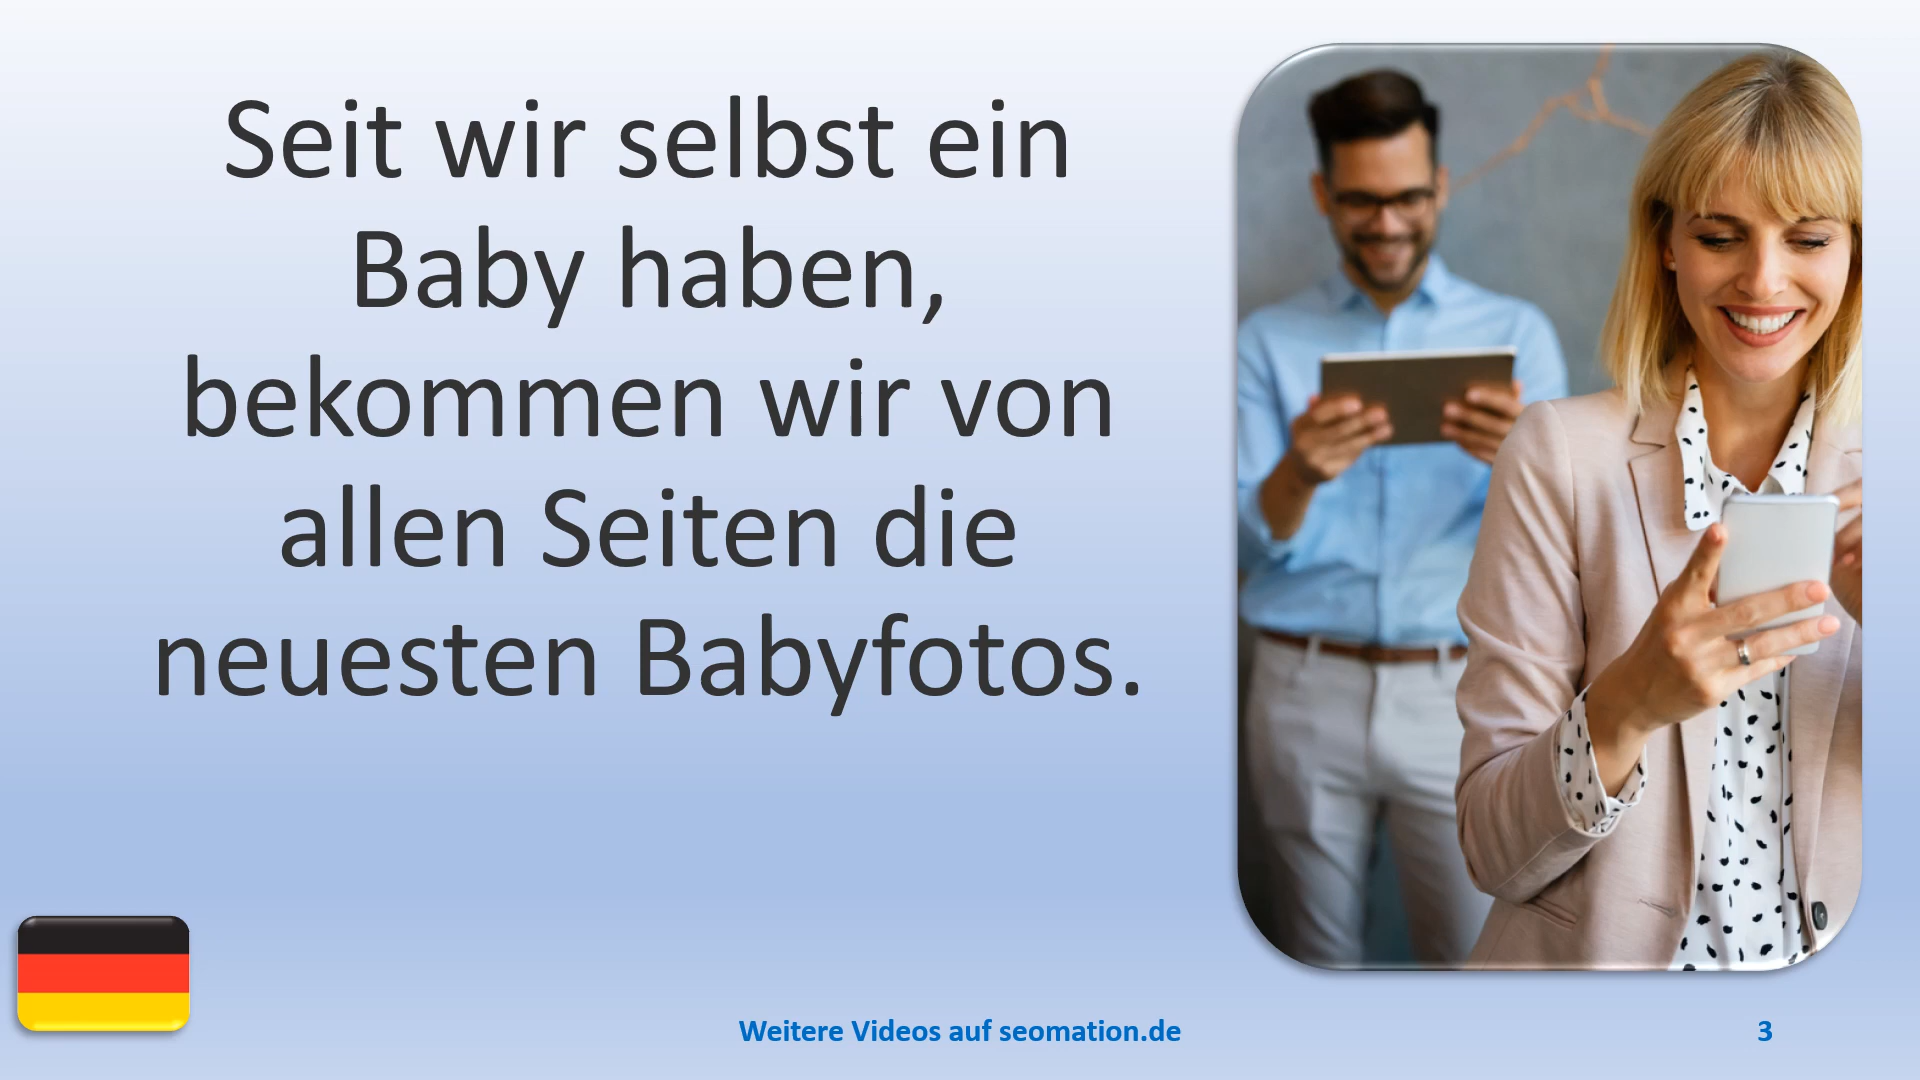 Seit wir selbst ein
Baby haben,
bekommen wir von
allen Seiten die
neuesten Babyfotos.
Weitere Videos auf seomation.de
3